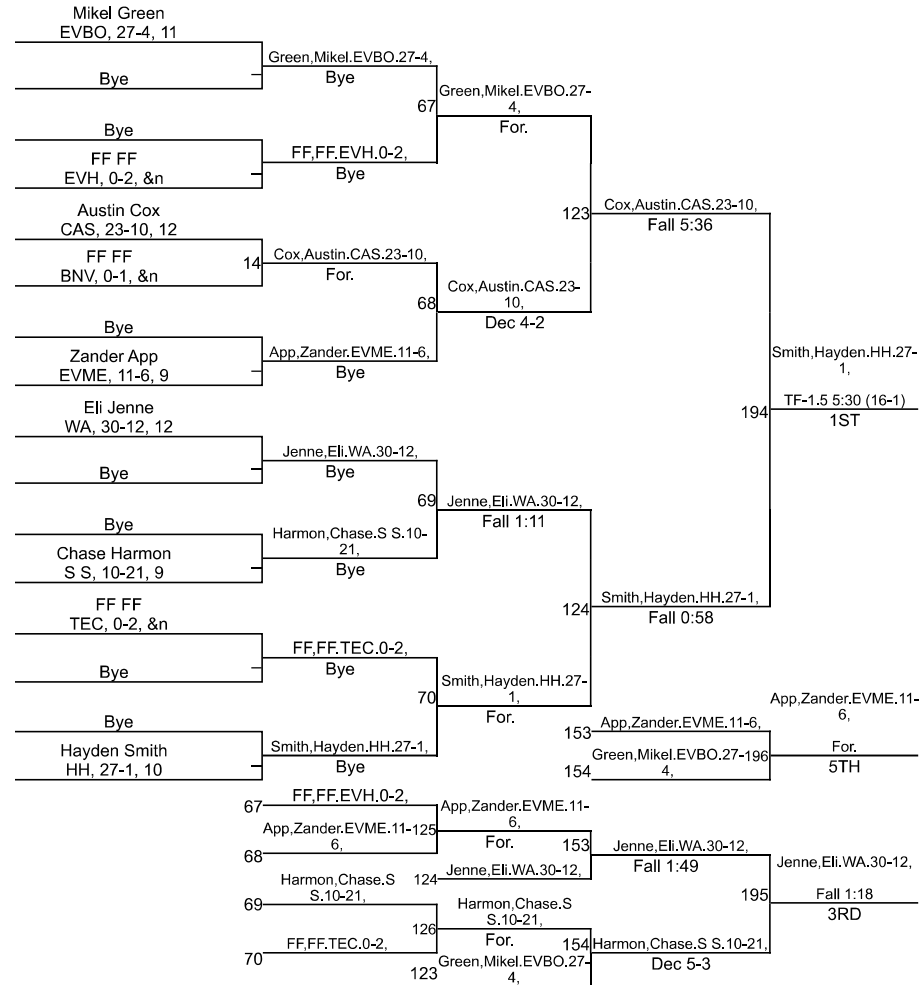 Mikel Green
EVBO, 27-4, 11
Green,Mikel.EVBO.27-4,
Bye
Bye
67
Green,Mikel.EVBO.27-
4,
For.
Bye
FF,FF.EVH.0-2,
Bye
FF FF
EVH, 0-2, &n
Austin Cox
CAS, 23-10, 12
123
Cox,Austin.CAS.23-10,
Fall 5:36
FF FF
BNV, 0-1, &n
14
Cox,Austin.CAS.23-10,
For.
68
Cox,Austin.CAS.23-
10,
Dec 4-2
Bye
App,Zander.EVME.11-6,
Bye
Zander App
EVME, 11-6, 9
Smith,Hayden.HH.27-
1,
194
TF-1.5 5:30 (16-1)
1ST
Eli Jenne
WA, 30-12, 12
Jenne,Eli.WA.30-12,
Bye
Bye
69
Jenne,Eli.WA.30-12,
Fall 1:11
Bye
Harmon,Chase.S S.10-
21,
Bye
Chase Harmon
S S, 10-21, 9
124
Smith,Hayden.HH.27-1,
Fall 0:58
FF FF
TEC, 0-2, &n
FF,FF.TEC.0-2,
Bye
Bye
70
Smith,Hayden.HH.27-
1,
For.
Bye
Smith,Hayden.HH.27-1,
Bye
Hayden Smith
HH, 27-1, 10
153
App,Zander.EVME.11-6,
154
Green,Mikel.EVBO.27-
4,
196
App,Zander.EVME.11-
6,
For.
5TH
67
FF,FF.EVH.0-2,
68
App,Zander.EVME.11-
6,
125
App,Zander.EVME.11-
6,
For.
124
Jenne,Eli.WA.30-12,
153
Jenne,Eli.WA.30-12,
Fall 1:49
69
Harmon,Chase.S
S.10-21,
70
FF,FF.TEC.0-2,
126
Harmon,Chase.S
S.10-21,
For.
123
Green,Mikel.EVBO.27-
4,
154
Harmon,Chase.S S.10-21,
Dec 5-3
195
Jenne,Eli.WA.30-12,
Fall 1:18
3RD